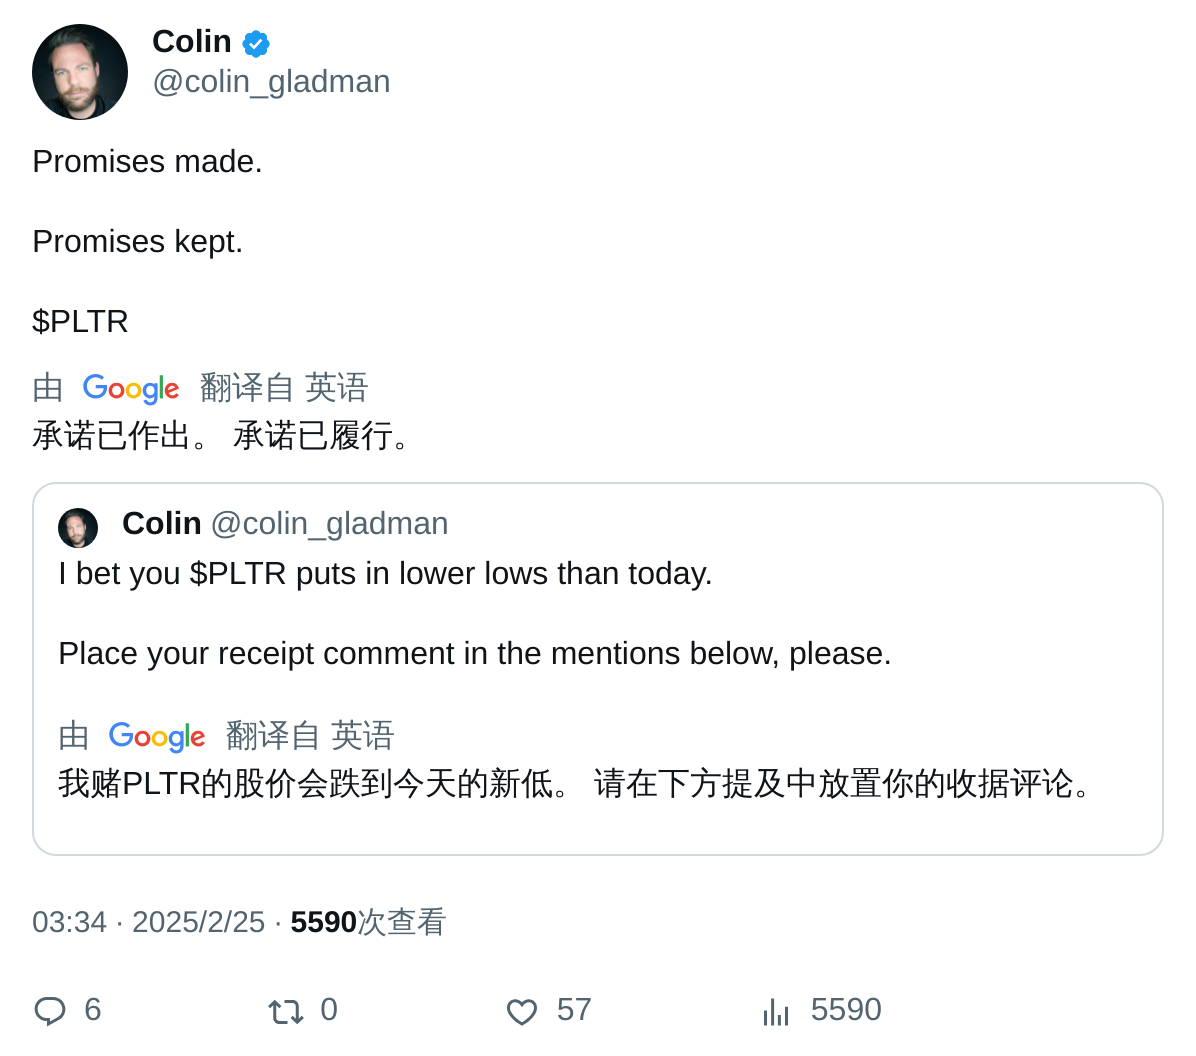 Colin
@colin_gladman
Promises made.
Promises kept.
$PLTR
由 Google 翻译自 英语
承诺已作出。 承诺已履行。
Colin @colin_gladman
I bet you $PLTR puts in lower lows than today.
Place your receipt comment in the mentions below, please.
由 Google 翻译自 英语
我赌PLTR的股价会跌到今天的新低。 请在下方提及中放置你的收据评论。
03:34 · 2025/2/25 · 5590次查看
6 0 57 5590